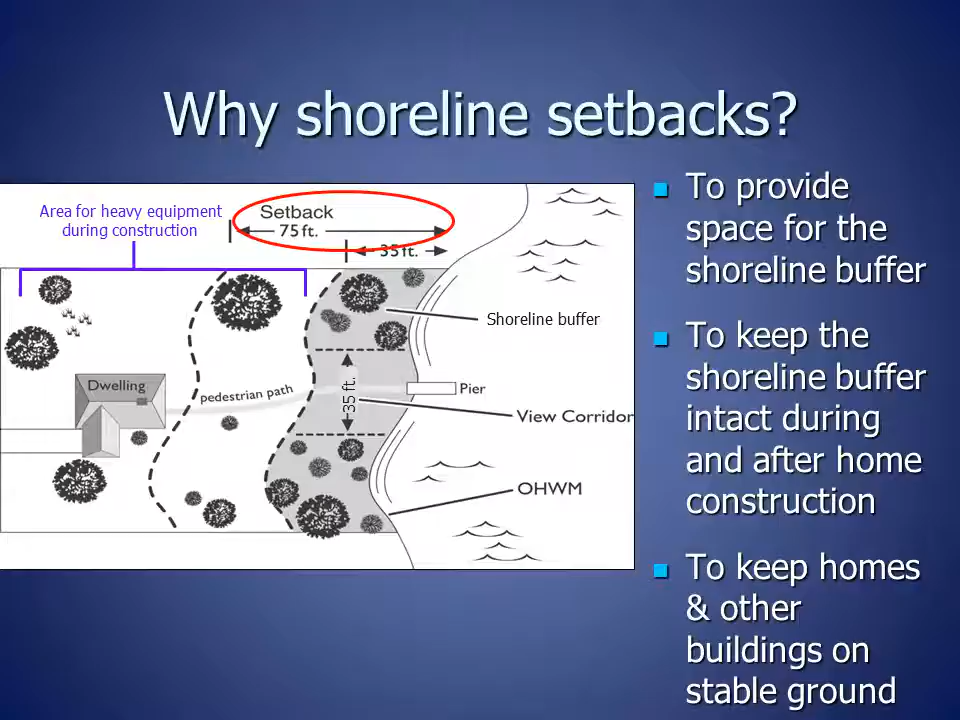 Why shoreline setbacks?
Area for heavy equipment
during construction
Setback
75 ft.
35 ft.
Shoreline buffer
Dwelling
pedestrian path
35 ft.
Pier
View Corridor
OHWM
To provide
space for the
shoreline buffer
To keep the
shoreline buffer
intact during
and after home
construction
To keep homes
& other
buildings on
stable ground